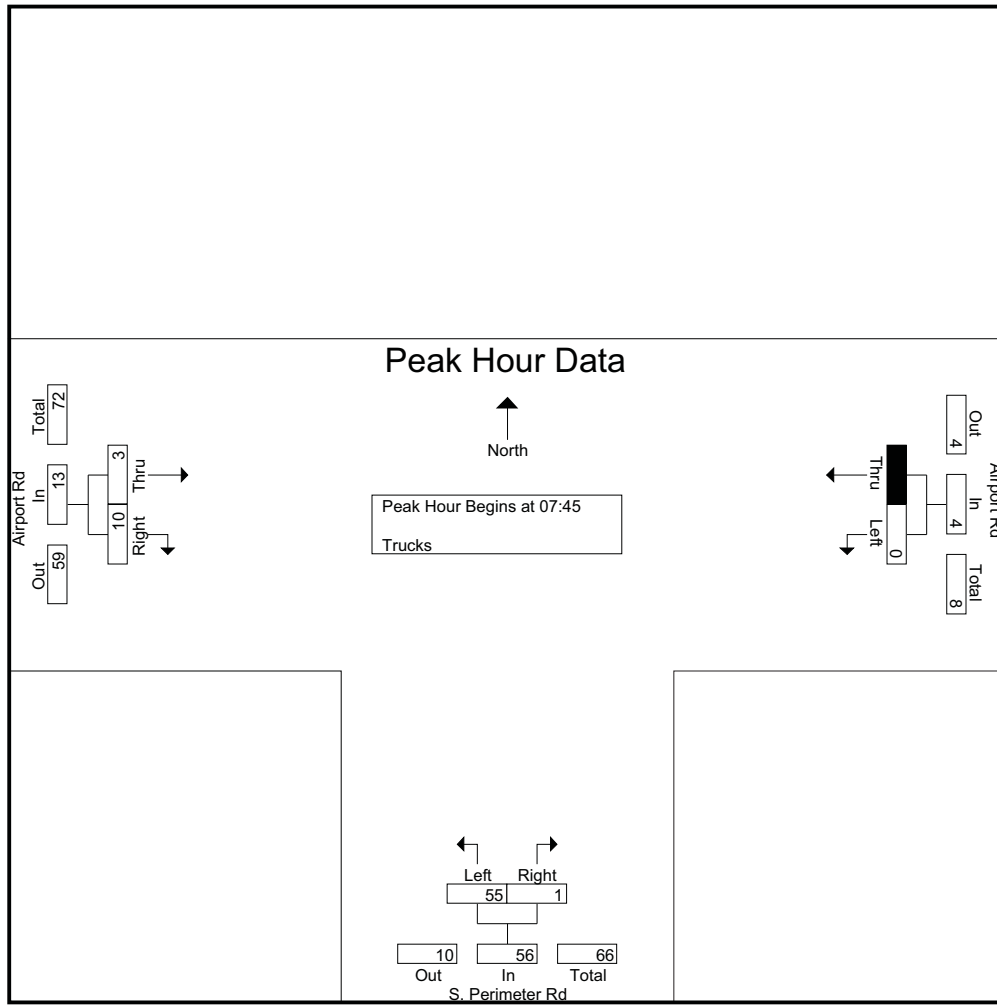 Peak Hour Data
North
Peak Hour Begins at 07:45
Trucks
Total
72
Airport Rd
In
13
Out
59
3
Thru
10
Right
Out
4
Airport Rd
In
4
Total
8
Thru
Left
0
Left Right
55 1
10 56 66
Out In Total
S. Perimeter Rd